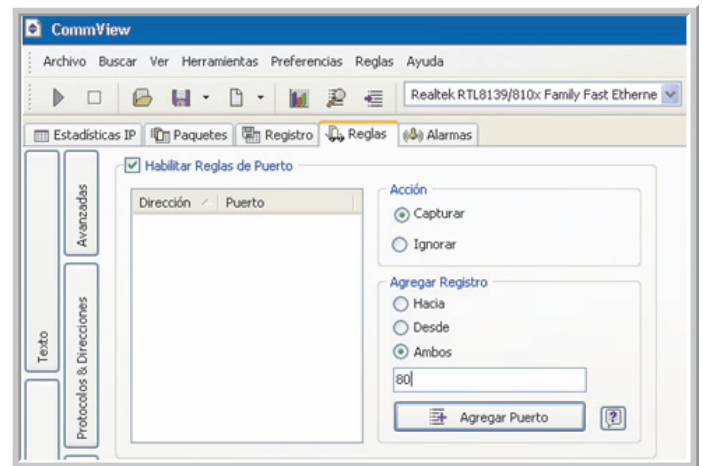 CommView
Archivo Buscar Ver Herramientas Preferencias Reglas Ayuda
Realtek RTL8139/810x Family Fast Etherne
Estadísticas IP Paquetes Registro Reglas Alarmas
Habilitar Reglas de Puerto
Dirección Puerto
Acción
Capturar
Ignorar
Agregar Registro
Hacia
Desde
Ambos
80
Agregar Puerto
Avanzadas
Texto
Protocolos & Direcciones